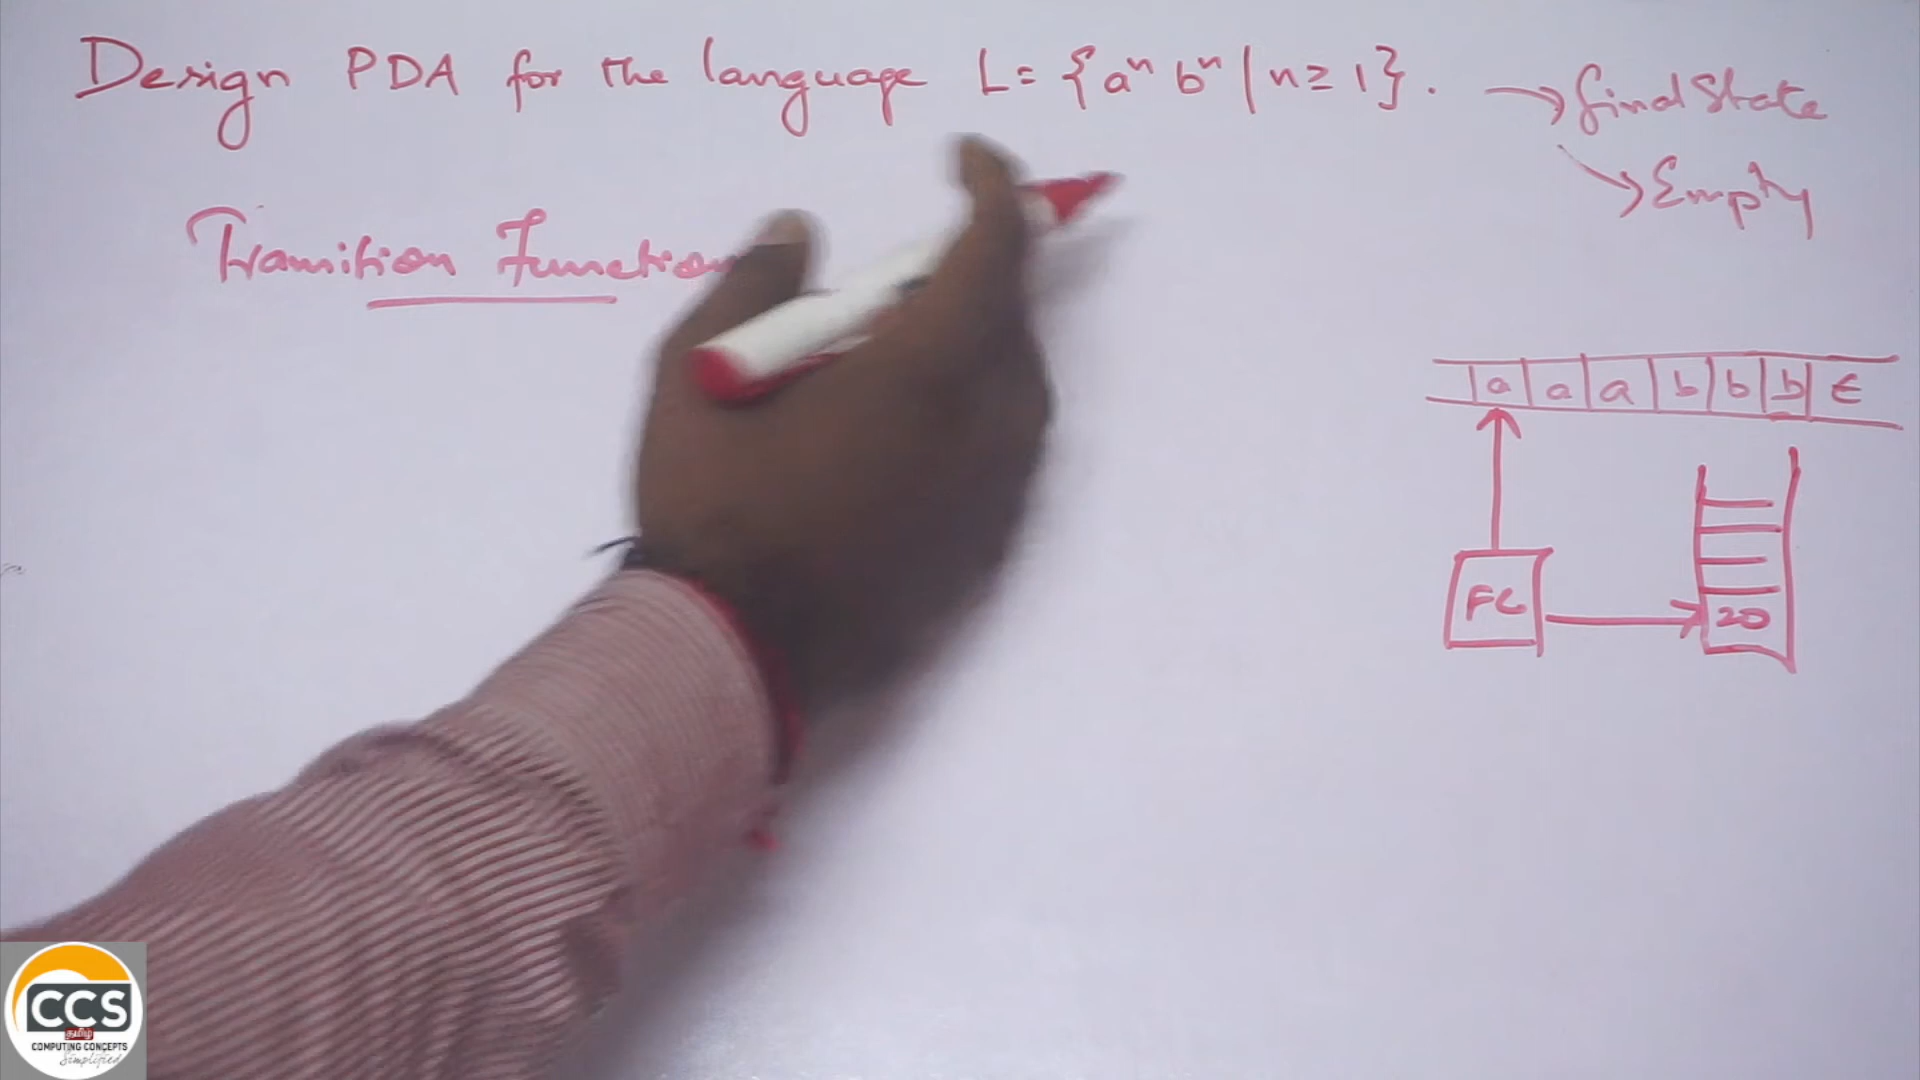 Design PDA for the language L = {aⁿ bⁿ | n ≥ 1}. → final state
→ Empty
Transition Function
a a a b b b ε
FC
z0
CCS
தமிழ்
COMPUTING CONCEPTS
Simplified